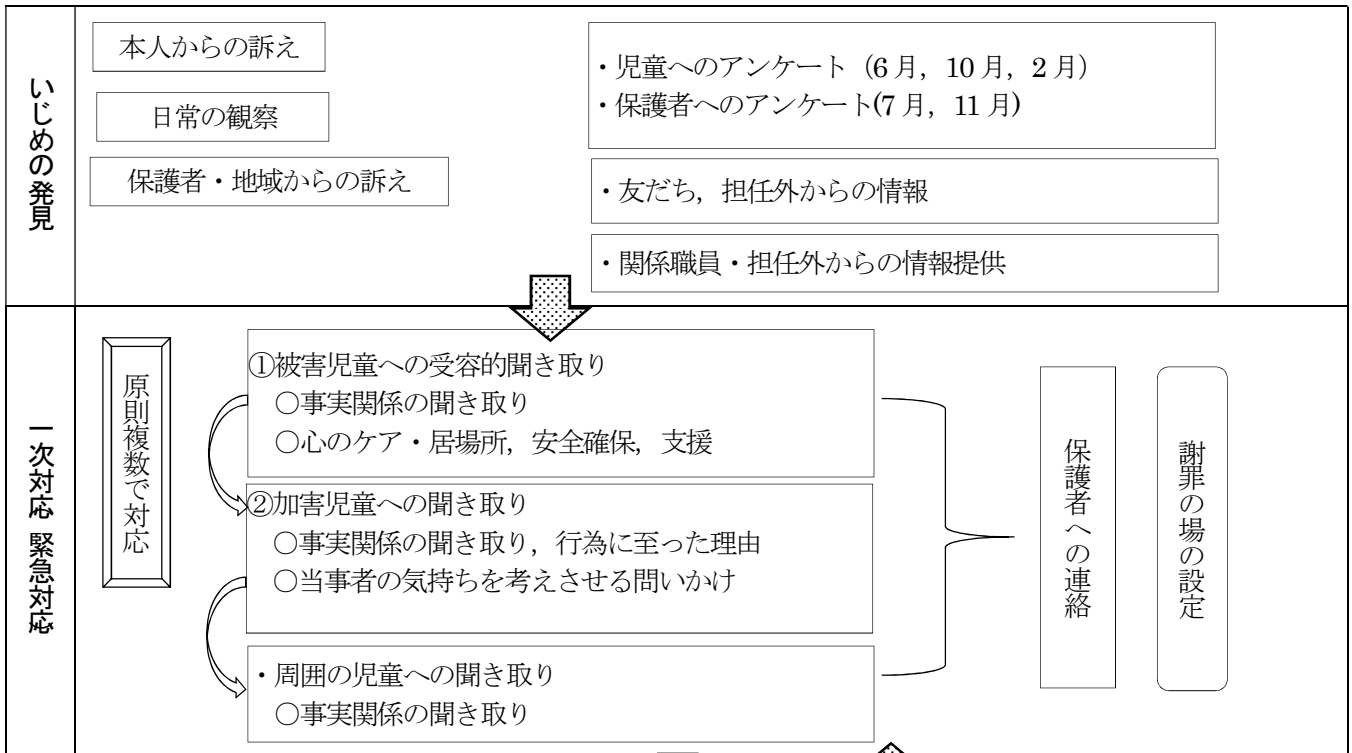 いじめの発見
本人からの訴え
日常の観察
保護者・地域からの訴え
・児童へのアンケート（6月，10月，2月）
・保護者へのアンケート(7月，11月)
・友だち，担任外からの情報
・関係職員・担任外からの情報提供
一次対応 緊急対応
原則複数で対応
①被害児童への受容的聞き取り
○事実関係の聞き取り
○心のケア・居場所，安全確保，支援
②加害児童への聞き取り
○事実関係の聞き取り，行為に至った理由
○当事者の気持ちを考えさせる問いかけ
・周囲の児童への聞き取り
○事実関係の聞き取り
保護者への連絡
謝罪の場の設定